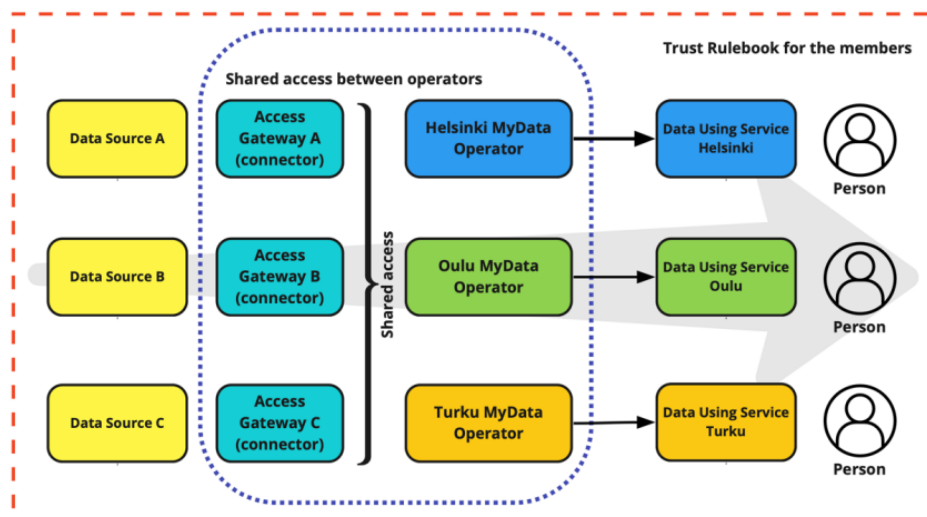 Trust Rulebook for the members
Shared access between operators
Data Source A
Access
Gateway A
(connector)
Helsinki MyData
Operator
Data Using Service
Helsinki
Person
Data Source B
Access
Gateway B
(connector)
Shared access
Oulu MyData
Operator
Data Using Service
Oulu
Person
Data Source C
Access
Gateway C
(connector)
Turku MyData
Operator
Data Using Service
Turku
Person